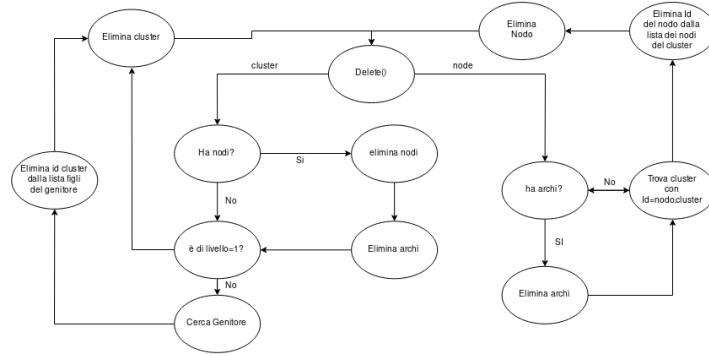 Elimina cluster
Elimina
Nodo
Elimina Id
del nodo dalla
lista dei nodi
del cluster
cluster
Delete()
node
Ha nodi?
Si
elimina nodi
Elimina id cluster
dalla lista figli
del genitore
No
ha archi?
No
Trova cluster
con
Id=nodo.cluster
è di livello=1?
Elimina archi
SI
No
Elimina archi
Cerca Genitore